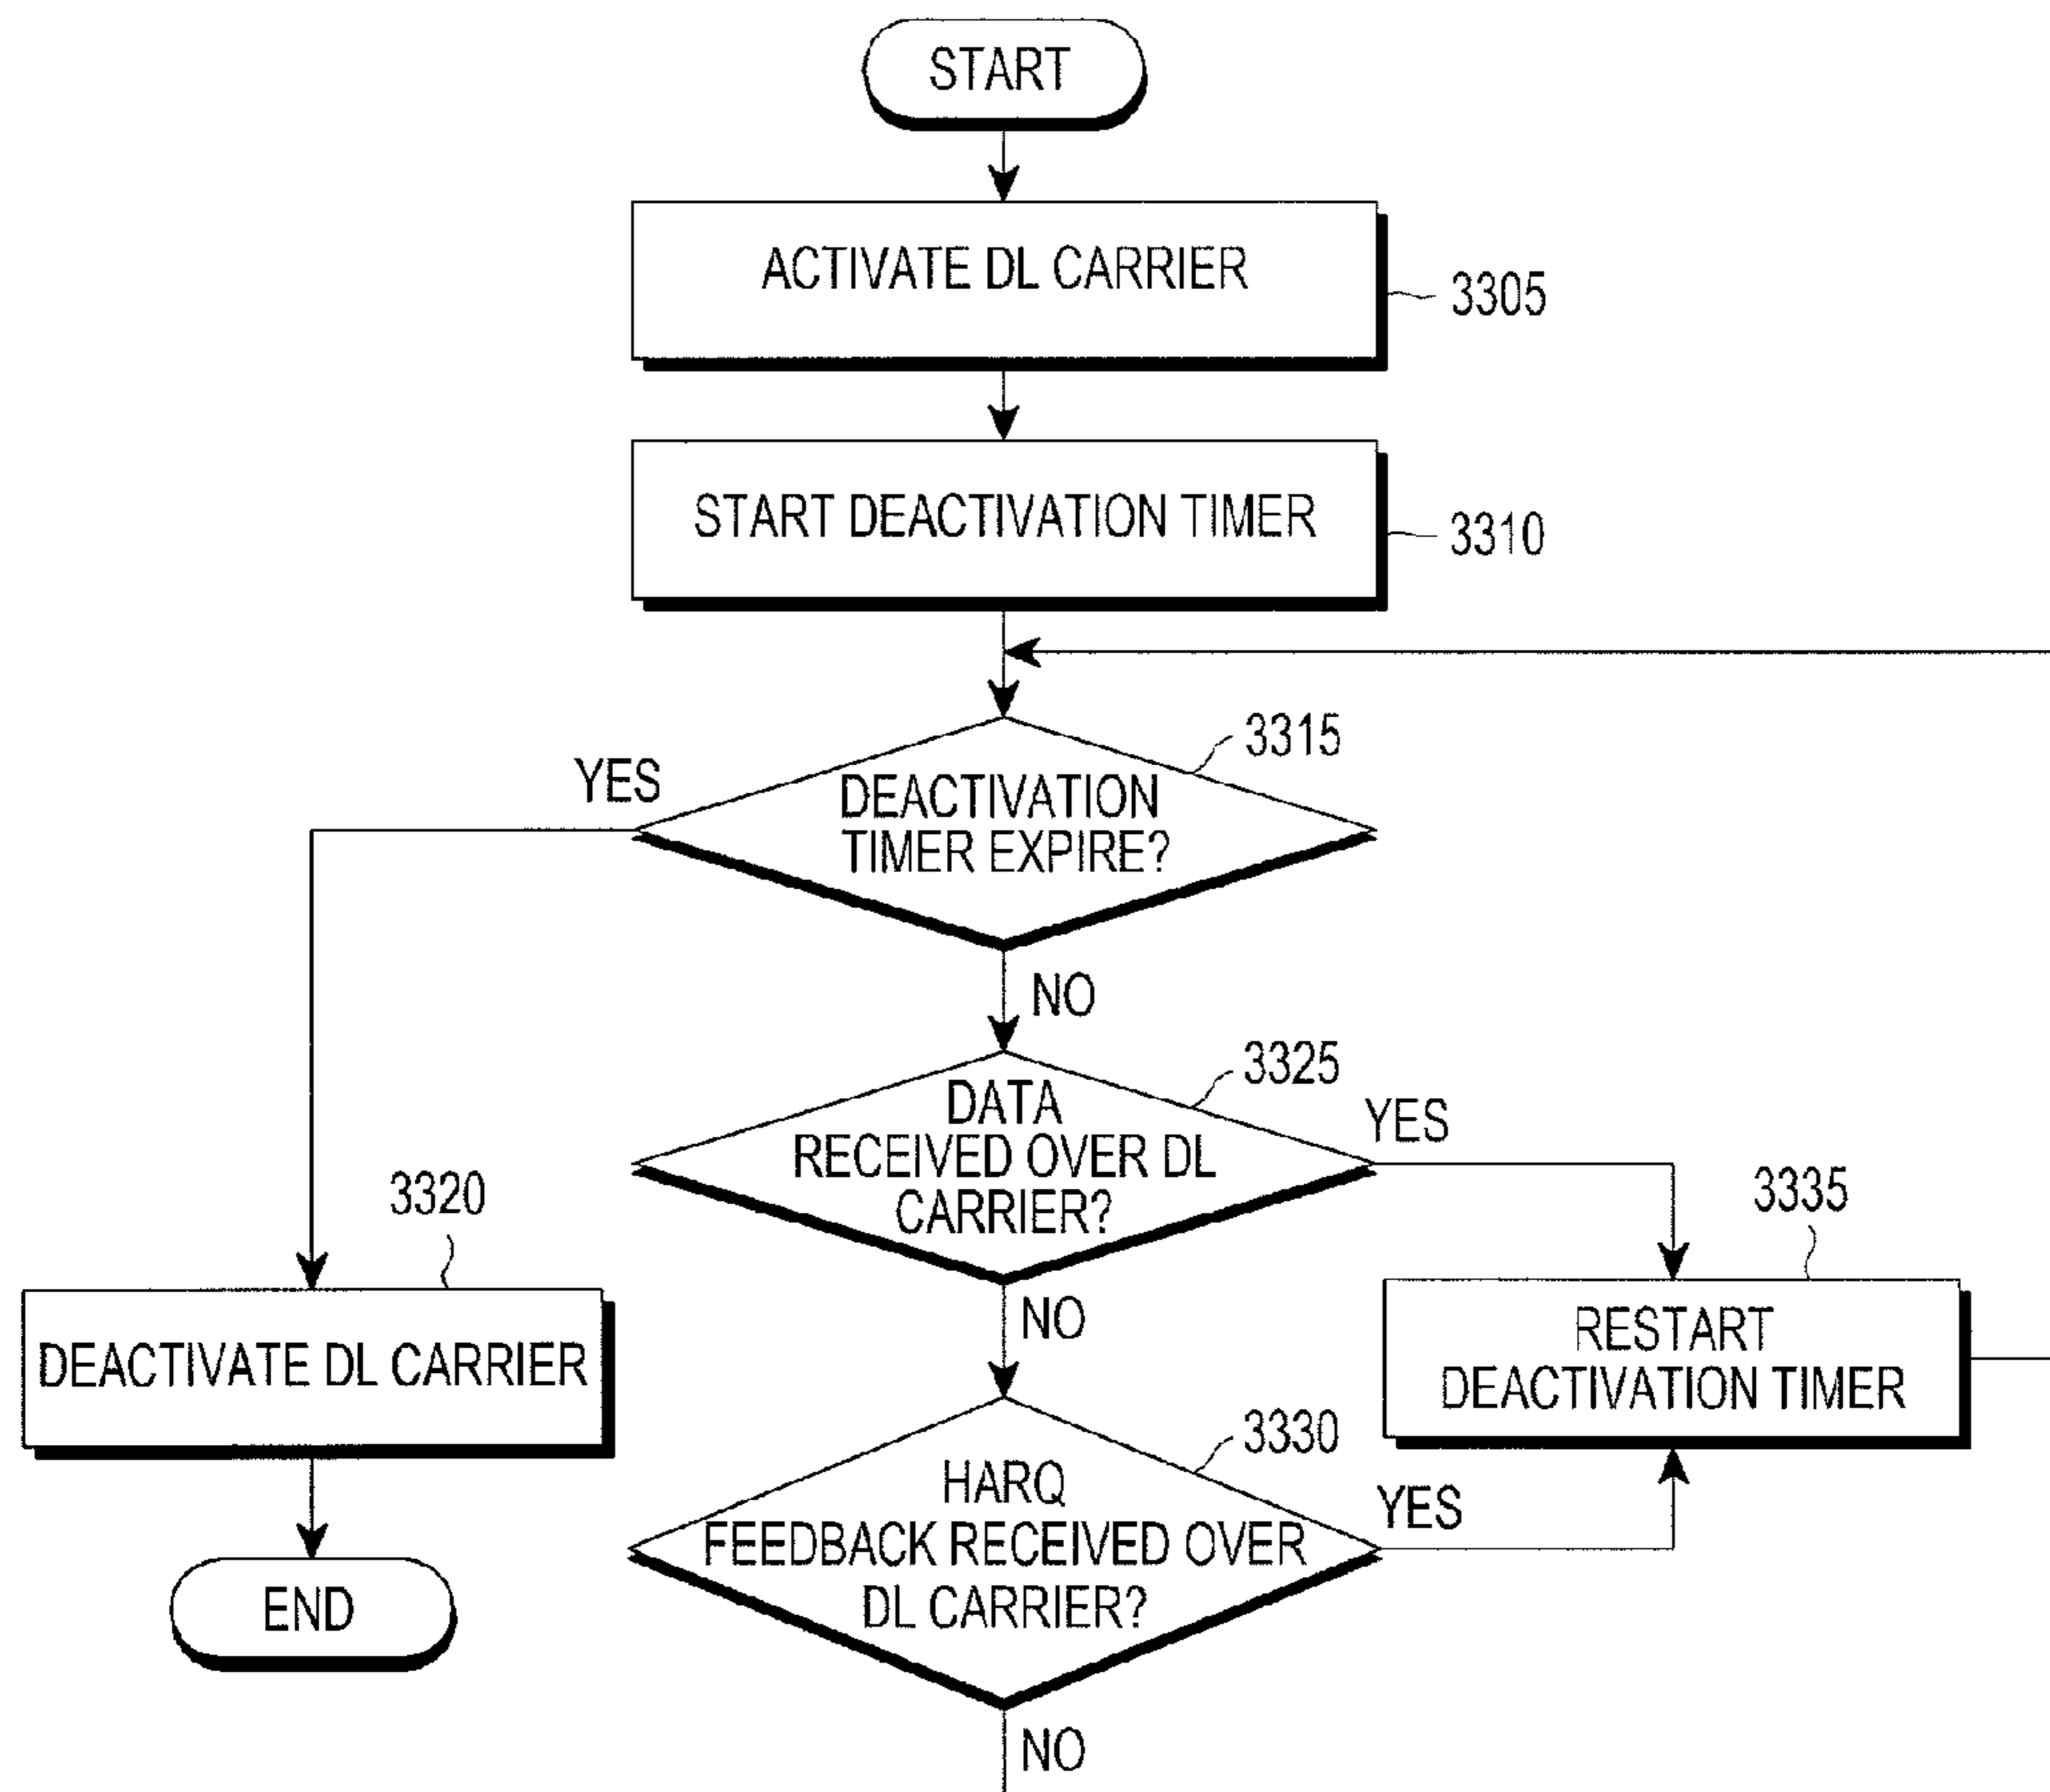 START
ACTIVATE DL CARRIER
3305
START DEACTIVATION TIMER
3310
3315
YES
DEACTIVATION
TIMER EXPIRE?
NO
3325
DATA
RECEIVED OVER DL
CARRIER?
YES
3320
3335
NO
DEACTIVATE DL CARRIER
RESTART
DEACTIVATION TIMER
3330
HARQ
FEEDBACK RECEIVED OVER
DL CARRIER?
YES
END
NO